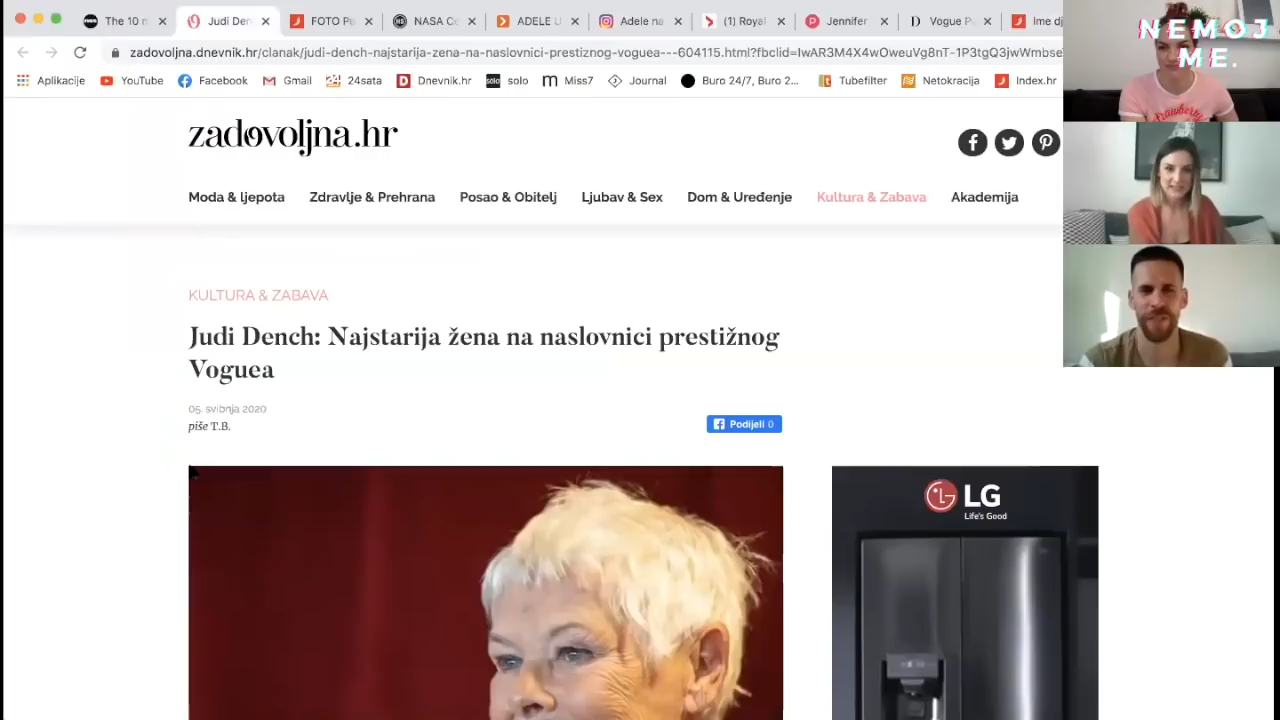 The 10 m
Judi Den
FOTO Po
NASA Co
ADELE U
Adele na
(1) Royal
Jennifer
Vogue P
Ime dj
zadovoljna.dnevnik.hr/clanak/judi-dench-najstarija-zena-na-naslovnici-prestiznog-voguea---604115.html?fbclid=IwAR3M4X4wOweuVg8nT-1P3tgQ3jwWmbse
Aplikacije
YouTube
Facebook
Gmail
24sata
Dnevnik.hr
solo
Miss7
Journal
Buro 24/7, Buro 2...
Tubefilter
Netokracija
Index.hr
NEMOJ
ME.
zadovoljna.hr
Moda & ljepota
Zdravlje & Prehrana
Posao & Obitelj
Ljubav & Sex
Dom & Uređenje
Kultura & Zabava
Akademija
KULTURA & ZABAVA
Judi Dench: Najstarija žena na naslovnici prestižnog
Voguea
05. svibnja 2020
piše T.B.
Podijeli 0
LG
Life's Good